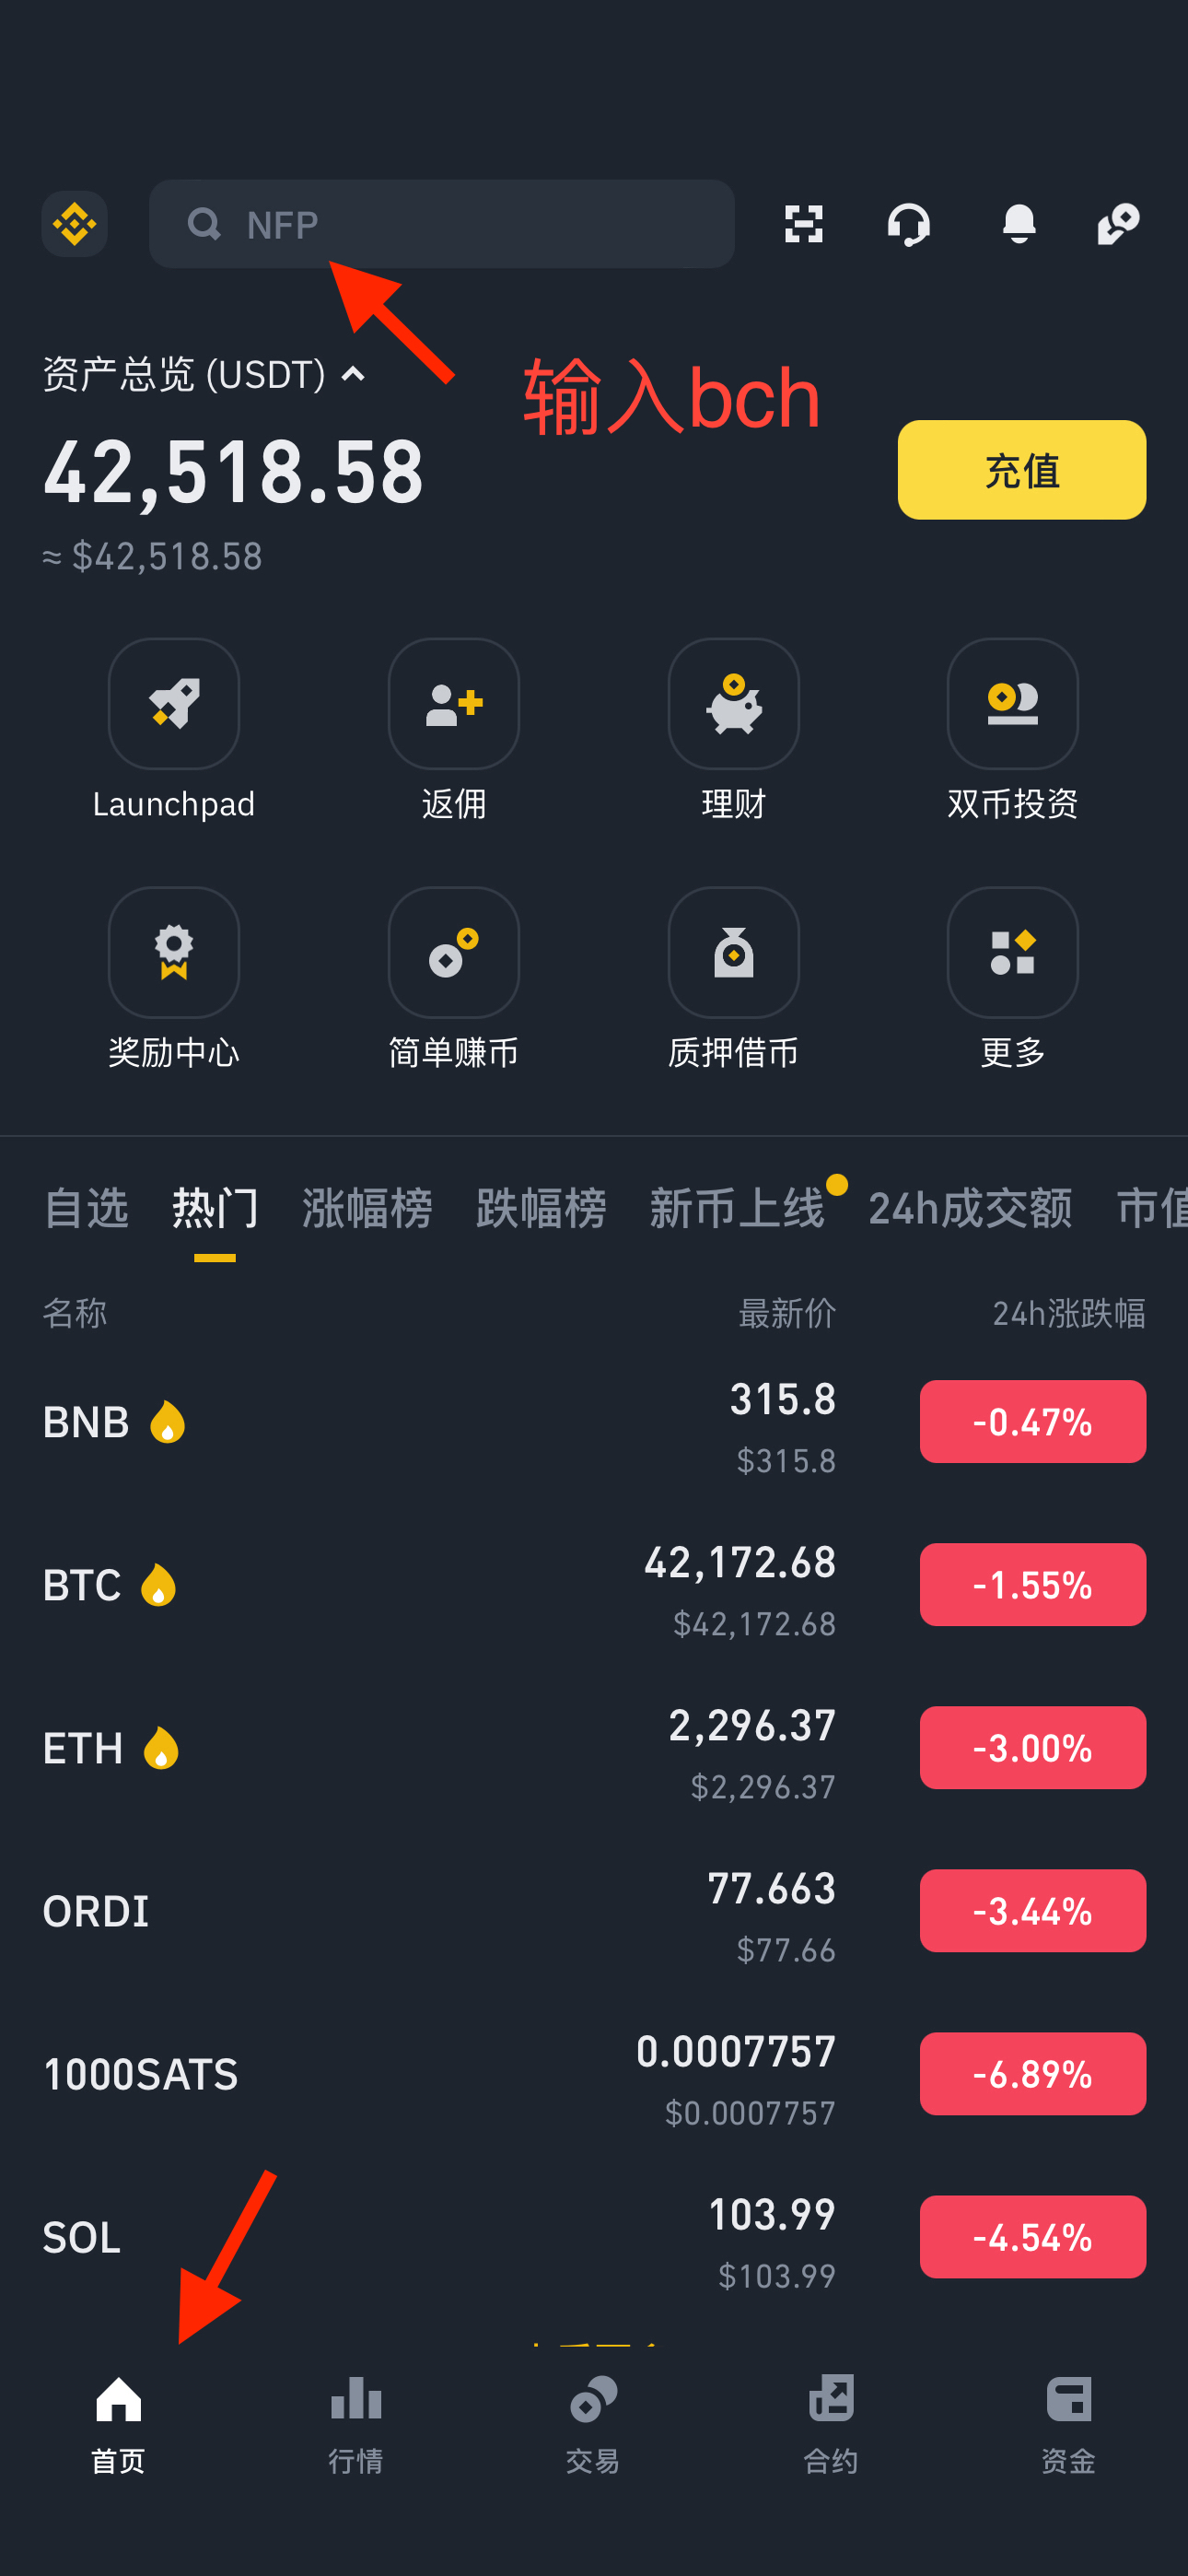 NFP
资产总览 (USDT)
输入bch
42,518.58
充值
≈ $42,518.58
Launchpad 返佣 理财 双币投资
奖励中心 简单赚币 质押借币 更多
自选 热门 涨幅榜 跌幅榜 新币上线 24h成交额 市值
名称 最新价 24h涨跌幅
BNB 315.8 -0.47%
$315.8
BTC 42,172.68 -1.55%
$42,172.68
ETH 2,296.37 -3.00%
$2,296.37
ORDI 77.663 -3.44%
$77.66
1000SATS 0.0007757 -6.89%
$0.0007757
SOL 103.99 -4.54%
$103.99
首页 行情 交易 合约 资金